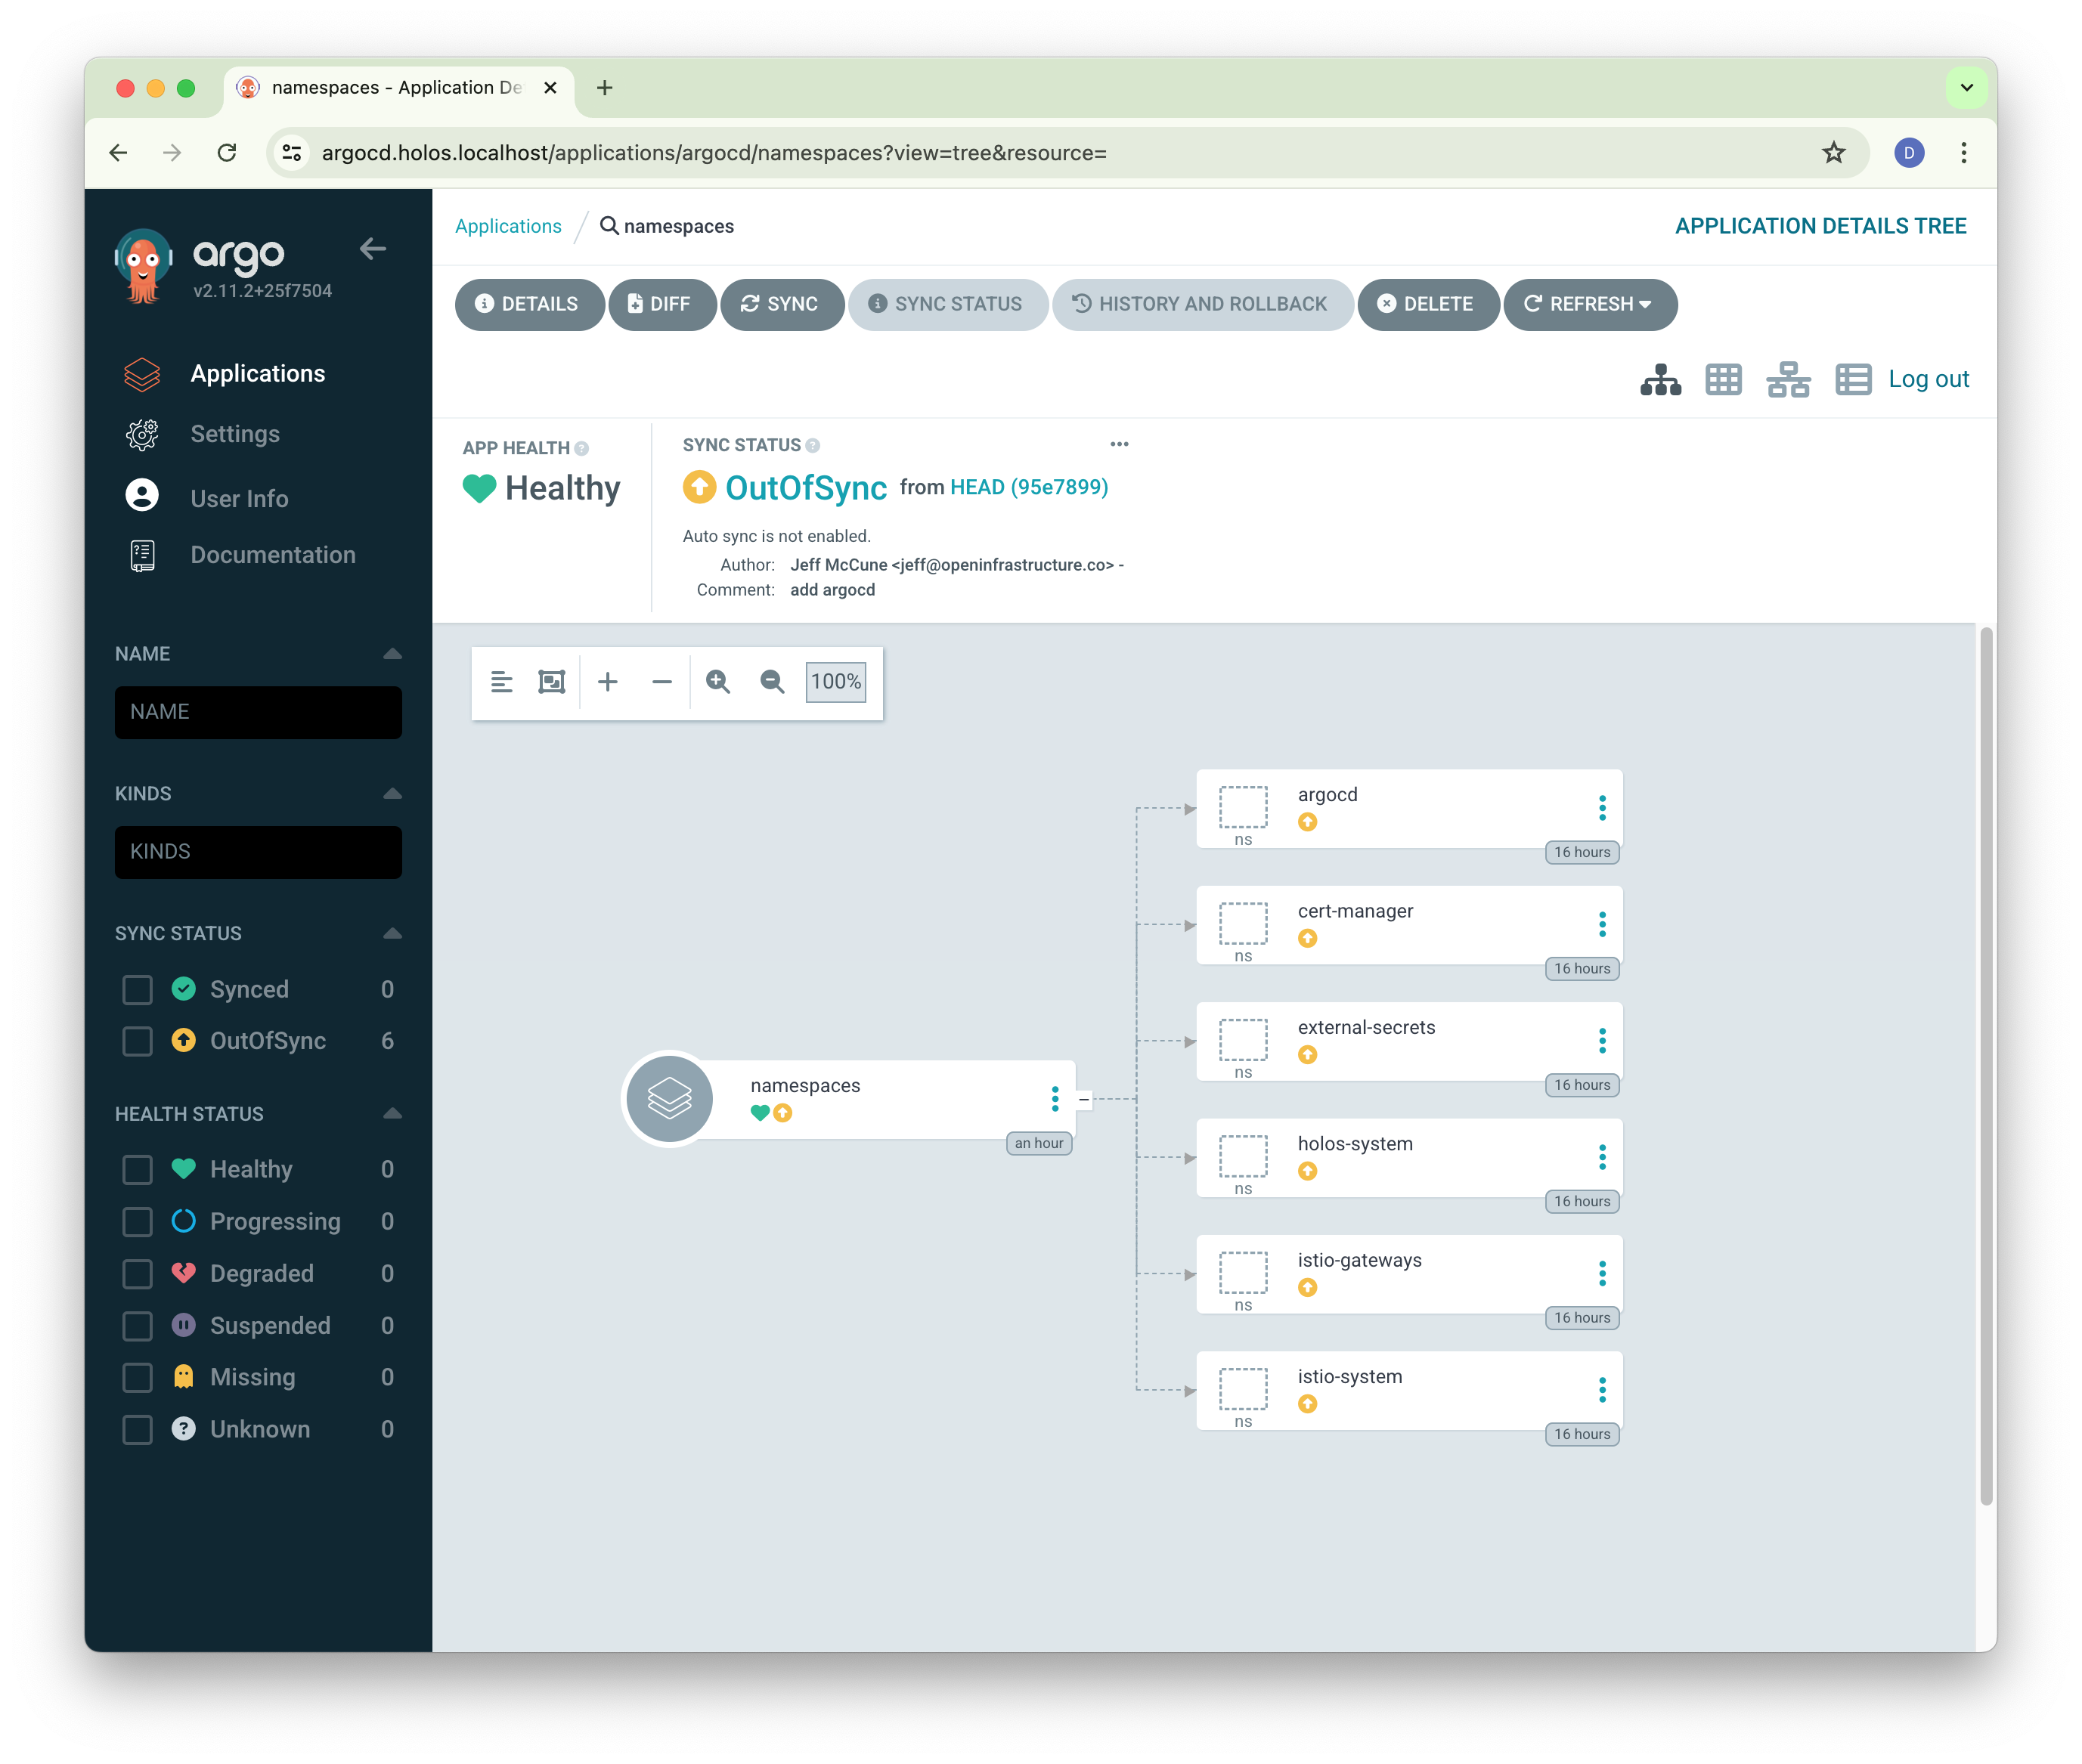 namespaces - Application De
argocd.holos.localhost/applications/argocd/namespaces?view=tree&resource=
D
argo
v2.11.2+25f7504
Applications
Settings
User Info
Documentation
NAME
NAME
KINDS
KINDS
SYNC STATUS
Synced 0
OutOfSync 6
HEALTH STATUS
Healthy 0
Progressing 0
Degraded 0
Suspended 0
Missing 0
Unknown 0
Applications / namespaces
APPLICATION DETAILS TREE
DETAILS DIFF SYNC SYNC STATUS HISTORY AND ROLLBACK DELETE REFRESH
Log out
APP HEALTH
Healthy
SYNC STATUS
OutOfSync from HEAD (95e7899)
Auto sync is not enabled.
Author: Jeff McCune <jeff@openinfrastructure.co> -
Comment: add argocd
100%
namespaces
an hour
argocd
ns
16 hours
cert-manager
ns
16 hours
external-secrets
ns
16 hours
holos-system
ns
16 hours
istio-gateways
ns
16 hours
istio-system
ns
16 hours